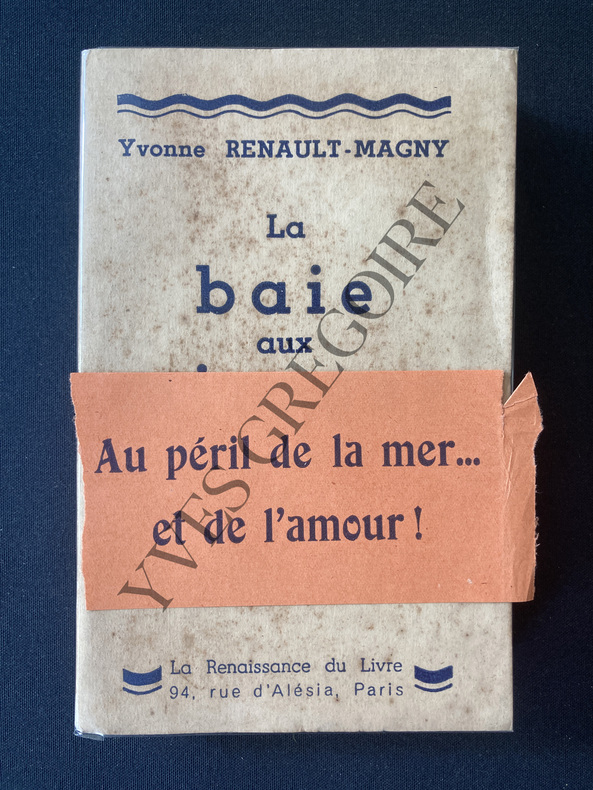 Yvonne RENAULT-MAGNY
La
baie
aux
Au péril de la mer...
et de l'amour!
La Renaissance du Livre
94, rue d'Alésia, Paris
YVES GREGOIRE